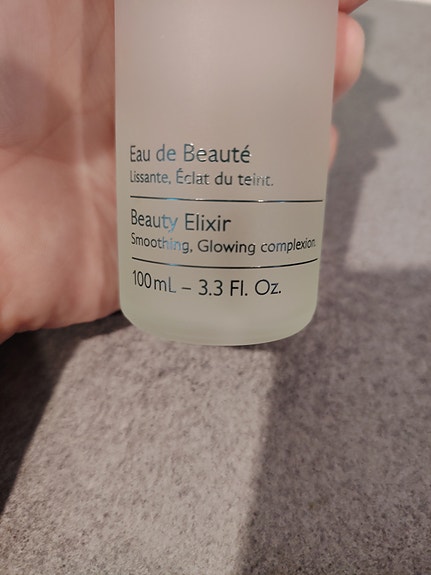 Eau de Beauté
Lissante, Éclat du teint.
Beauty Elixir
Smoothing, Glowing complexion.
100mL – 3.3 Fl. Oz.